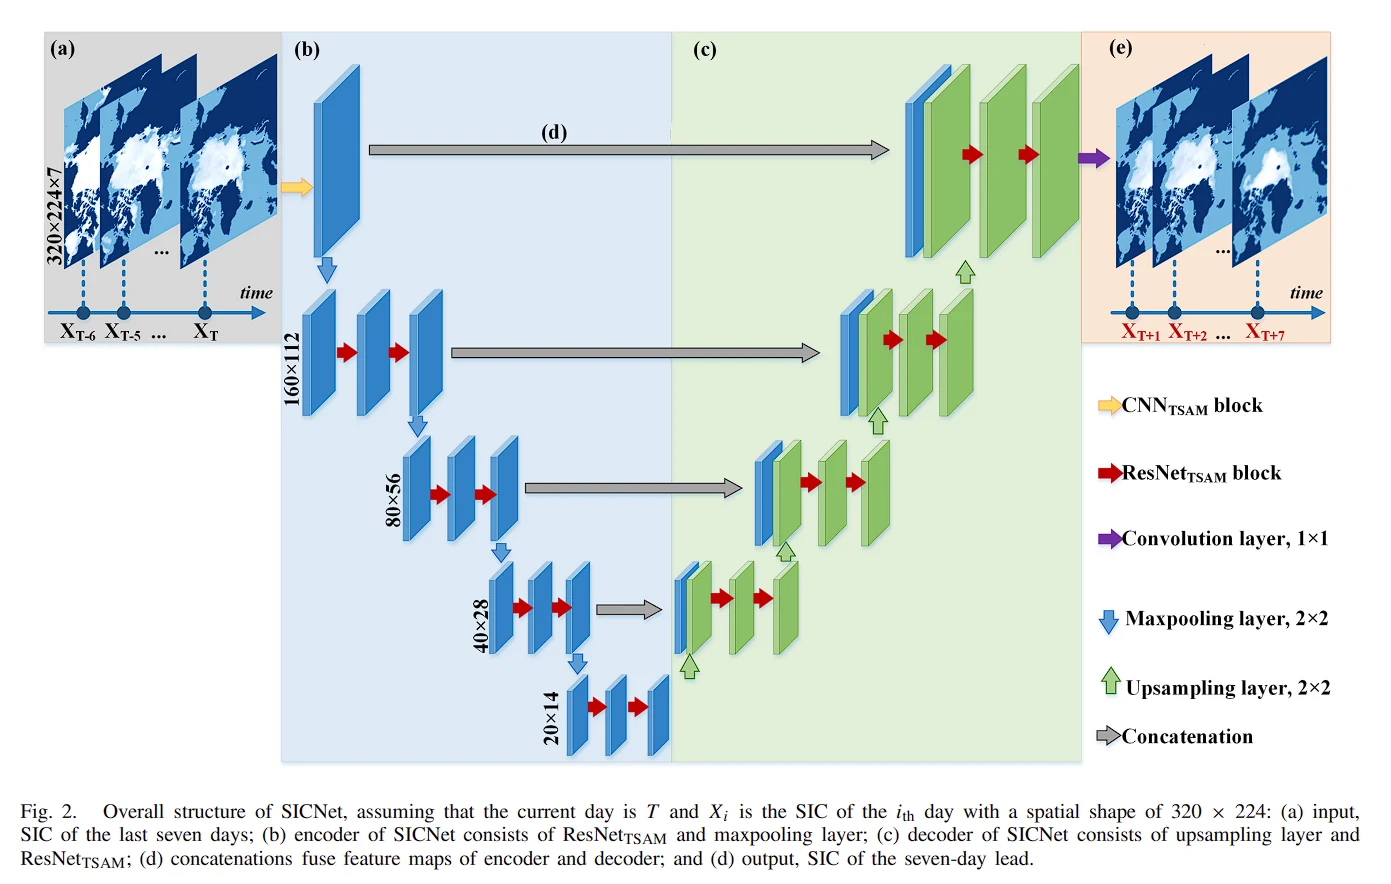 (a)
(b)
(c)
(d)
(e)
320×224×7
...
time
X_T-6 X_T-5 ... X_T
160×112
80×56
40×28
20×14
...
time
X_T+1 X_T+2 ... X_T+7
CNN_TSAM block
ResNet_TSAM block
Convolution layer, 1×1
Maxpooling layer, 2×2
Upsampling layer, 2×2
Concatenation
Fig. 2. Overall structure of SICNet, assuming that the current day is T and X_i is the SIC of the i_th day with a spatial shape of 320 × 224: (a) input,
SIC of the last seven days; (b) encoder of SICNet consists of ResNet_TSAM and maxpooling layer; (c) decoder of SICNet consists of upsampling layer and
ResNet_TSAM; (d) concatenations fuse feature maps of encoder and decoder; and (d) output, SIC of the seven-day lead.